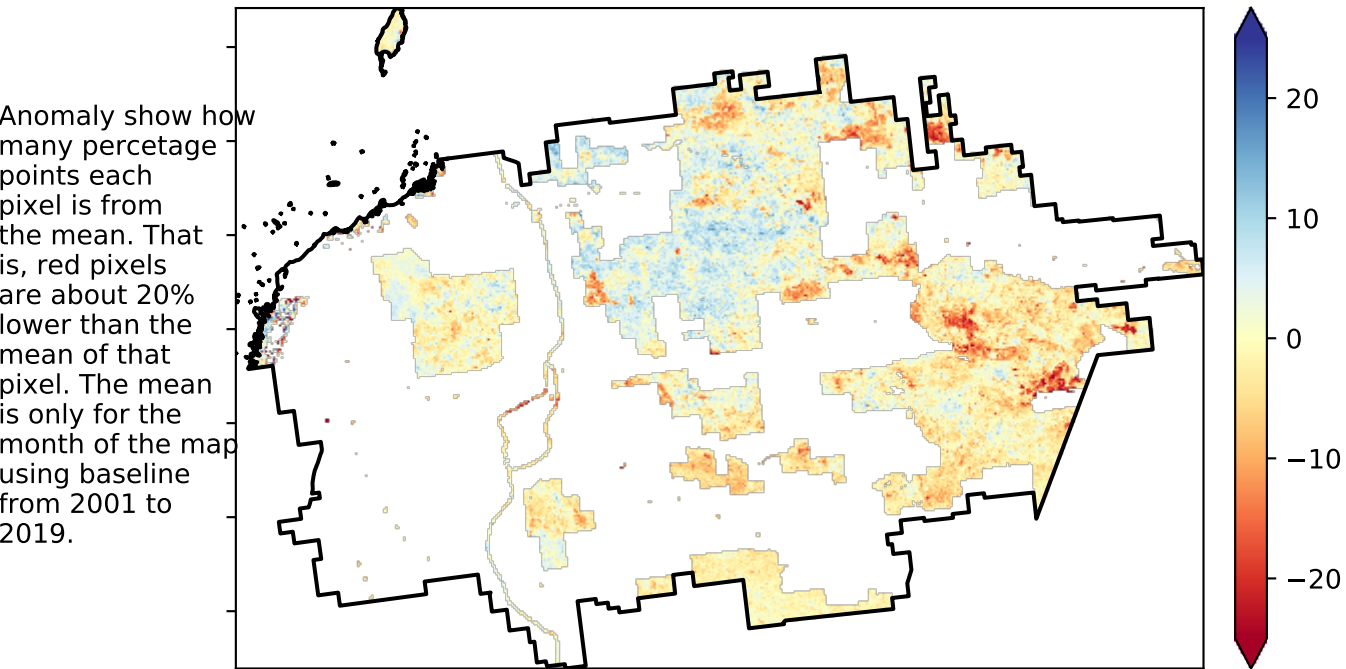 Anomaly show how
many percetage
points each
pixel is from
the mean. That
is, red pixels
are about 20%
lower than the
mean of that
pixel. The mean
is only for the
month of the map
using baseline
from 2001 to
2019.
20
10
0
−10
−20